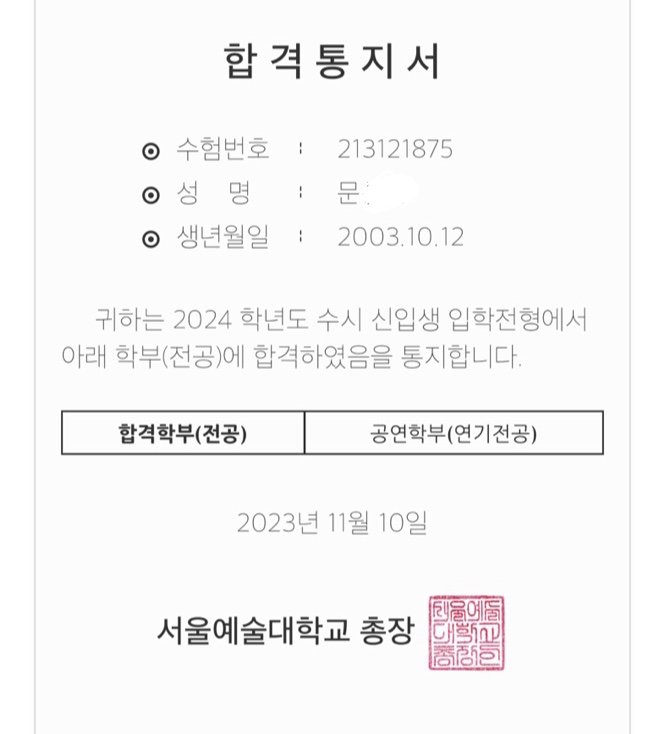 합격통지서
수험번호 : 213121875
성 명 : 문
생년월일 : 2003.10.12
귀하는 2024 학년도 수시 신입생 입학전형에서
아래 학부(전공)에 합격하였음을 통지합니다.
합격학부(전공) 공연학부(연기전공)
2023년 11월 10일
서울예술대학교 총장
서울예술
대학교
총장의